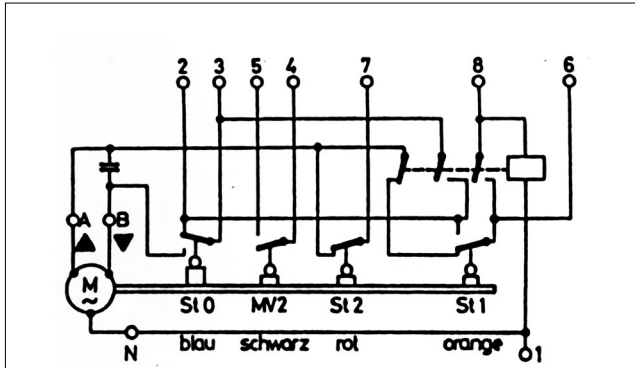 2 3 5 4 7 8 6
A B
M
~
St 0 MV2 St 2 St 1
N blau schwarz rot orange 1